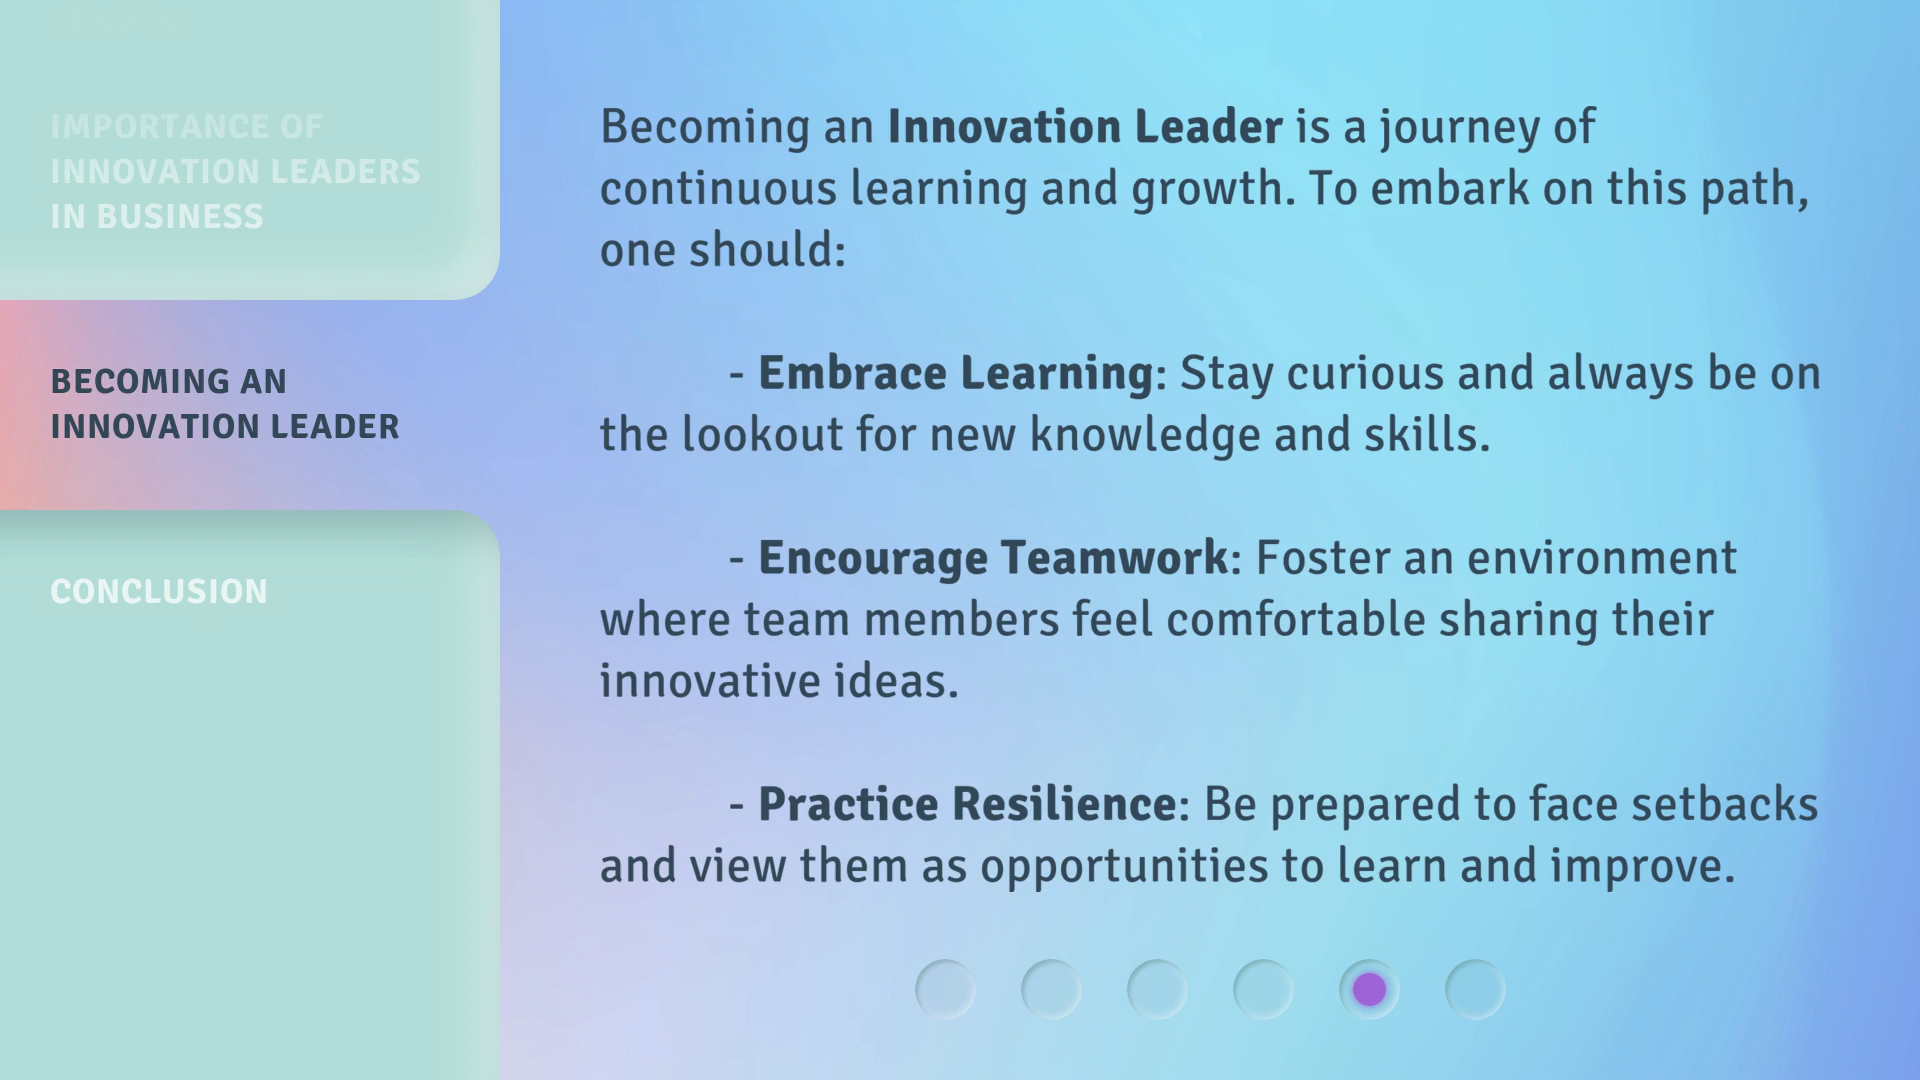 LEADER
IMPORTANCE OF
INNOVATION LEADERS
IN BUSINESS
BECOMING AN
INNOVATION LEADER
CONCLUSION
Becoming an Innovation Leader is a journey of
continuous learning and growth. To embark on this path,
one should:
- Embrace Learning: Stay curious and always be on
the lookout for new knowledge and skills.
- Encourage Teamwork: Foster an environment
where team members feel comfortable sharing their
innovative ideas.
- Practice Resilience: Be prepared to face setbacks
and view them as opportunities to learn and improve.